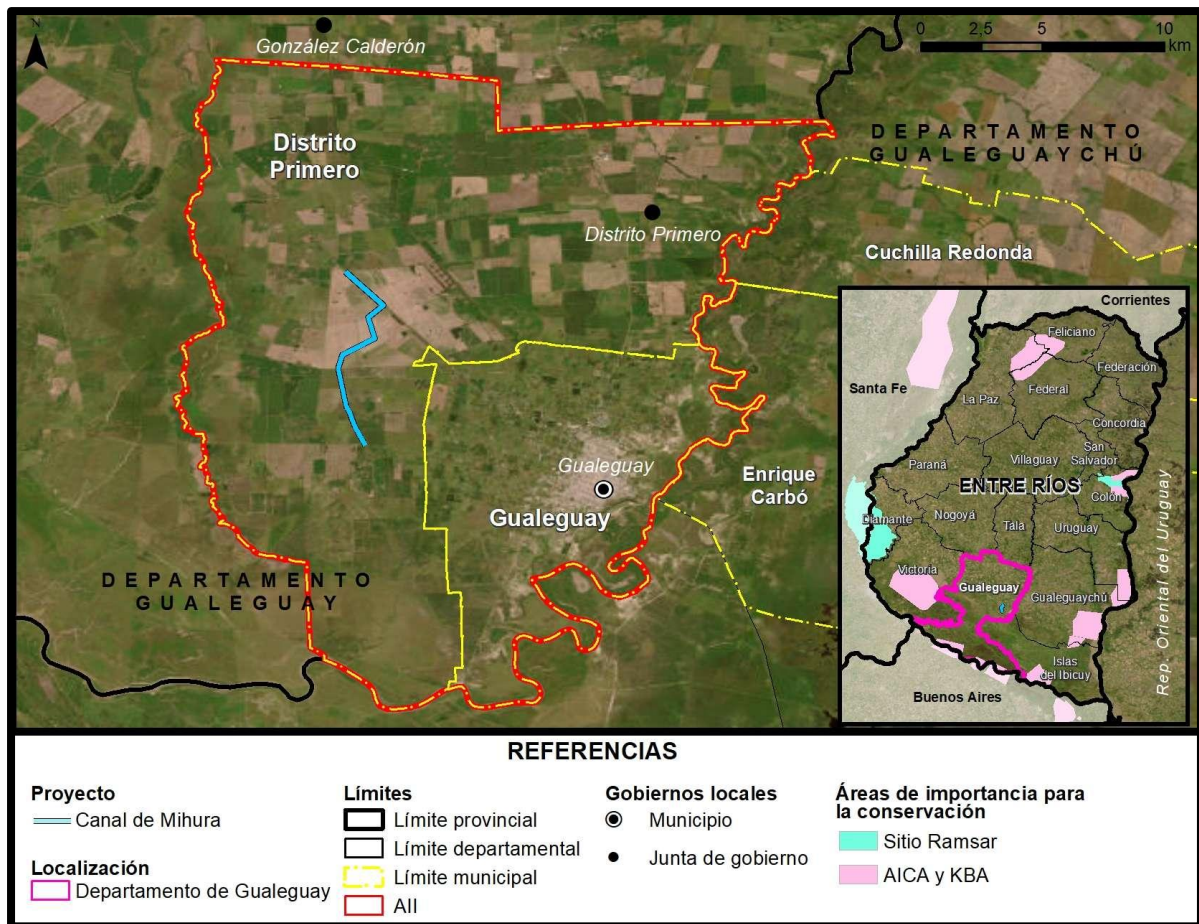 N
González Calderón
0 2,5 5 10
km
Distrito
Primero
DEPARTAMENTO
GUALEGUAYCHÚ
Distrito Primero
Cuchilla Redonda
Gualeguay
Gualeguay
Enrique
Carbó
DEPARTAMENTO
GUALEGUAY
Corrientes
Feliciano
Santa Fe
Federación
La Paz
Federal
Concordia
San
Salvador
Paraná
Villaguay
ENTRE RÍOS
Colón
Diamante
Nogoyá
Tala
Uruguay
Victoria
Gualeguay
Gualeguaychú
Islas
del Ibicuy
Buenos Aires
Rep. Oriental del Uruguay
REFERENCIAS
Proyecto
Canal de Mihura
Localización
Departamento de Gualeguay
Límites
Límite provincial
Límite departamental
Límite municipal
AII
Gobiernos locales
Municipio
Junta de gobierno
Áreas de importancia para
la conservación
Sitio Ramsar
AICA y KBA